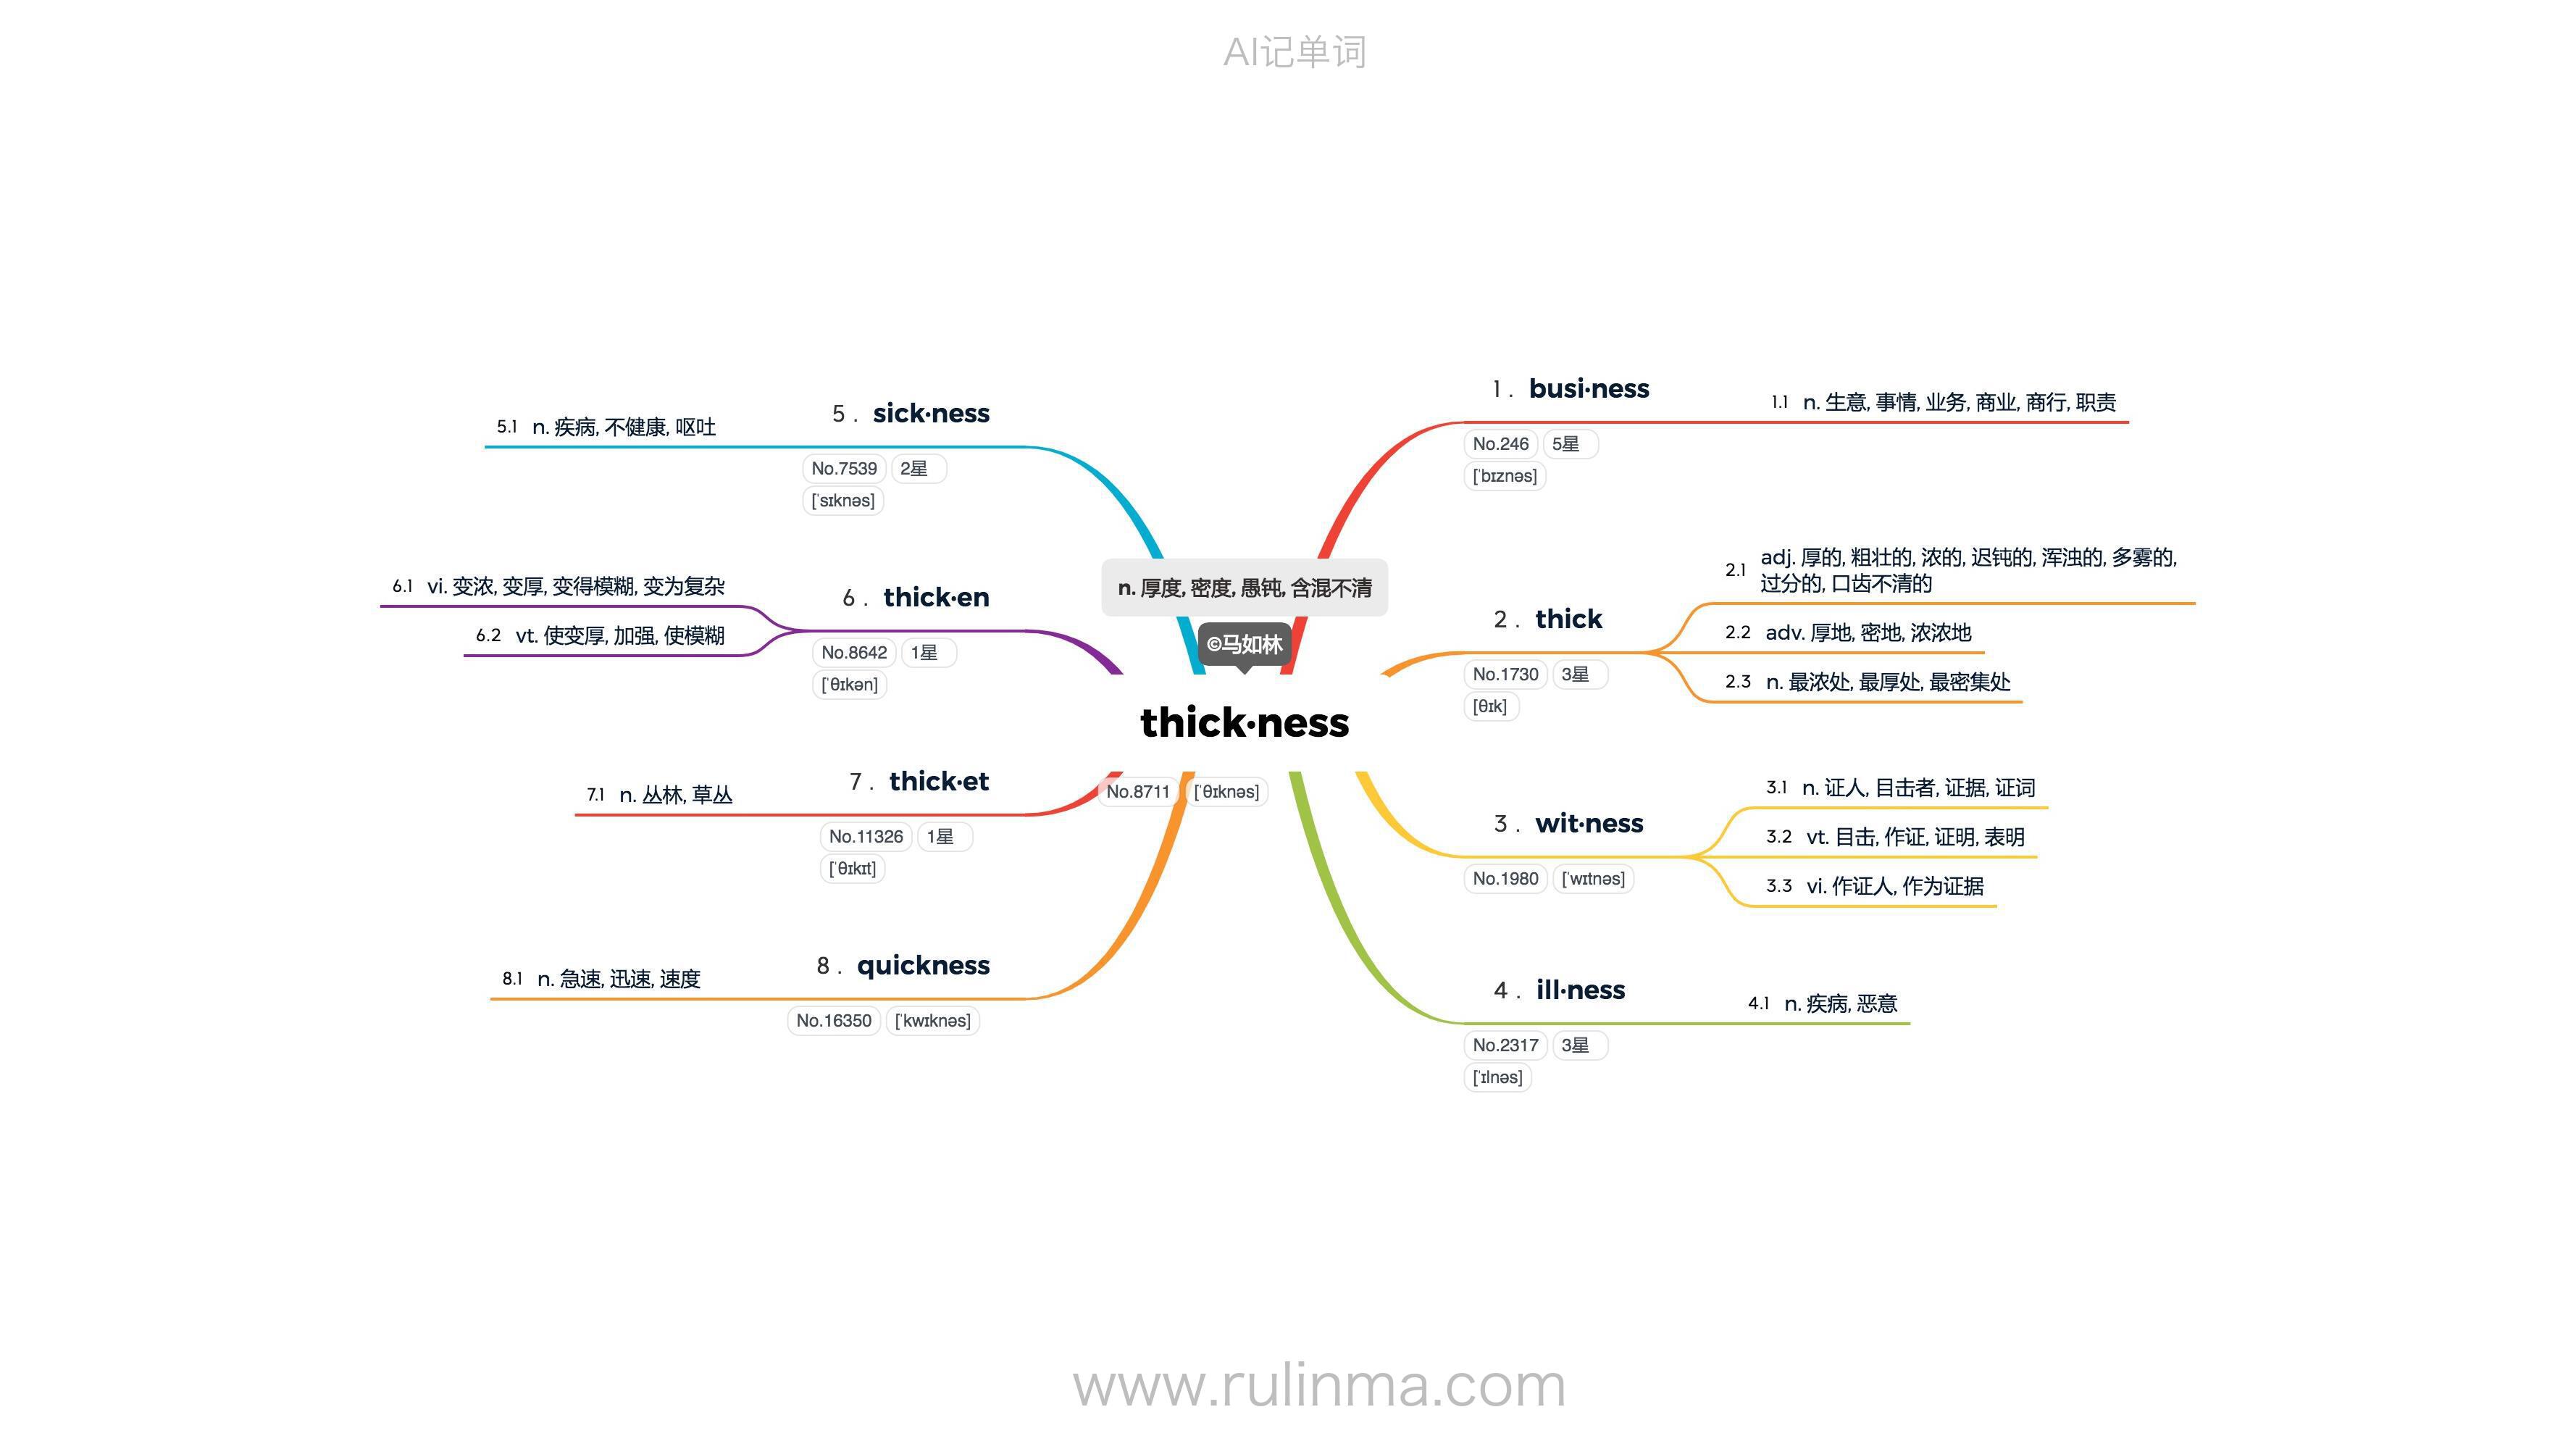 AI记单词
n. 厚度, 密度, 愚钝, 含混不清
©马如林
thick·ness
No.8711 [ˈθɪknəs]
1 . busi·ness
No.246 5星
[ˈbɪznəs]
1.1 n. 生意, 事情, 业务, 商业, 商行, 职责
2 . thick
No.1730 3星
[θɪk]
2.1 adj. 厚的, 粗壮的, 浓的, 迟钝的, 浑浊的, 多雾的,
过分的, 口齿不清的
2.2 adv. 厚地, 密地, 浓浓地
2.3 n. 最浓处, 最厚处, 最密集处
3 . wit·ness
No.1980 [ˈwɪtnəs]
3.1 n. 证人, 目击者, 证据, 证词
3.2 vt. 目击, 作证, 证明, 表明
3.3 vi. 作证人, 作为证据
4 . ill·ness
No.2317 3星
[ˈɪlnəs]
4.1 n. 疾病, 恶意
5 . sick·ness
No.7539 2星
[ˈsɪknəs]
5.1 n. 疾病, 不健康, 呕吐
6 . thick·en
No.8642 1星
[ˈθɪkən]
6.1 vi. 变浓, 变厚, 变得模糊, 变为复杂
6.2 vt. 使变厚, 加强, 使模糊
7 . thick·et
No.11326 1星
[ˈθɪkɪt]
7.1 n. 丛林, 草丛
8 . quickness
No.16350 [ˈkwɪknəs]
8.1 n. 急速, 迅速, 速度
www.rulinma.com